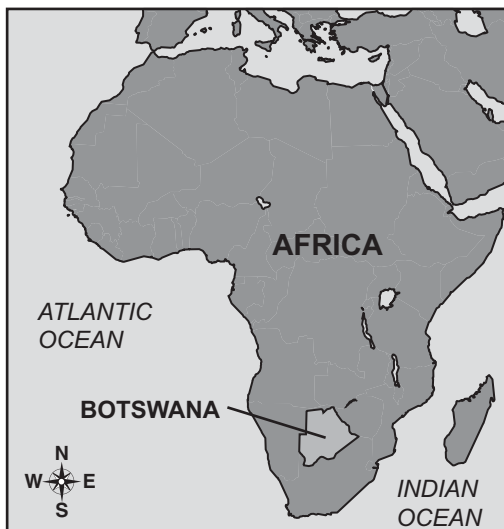 AFRICA
ATLANTIC
OCEAN
BOTSWANA
N
W E
S
INDIAN
OCEAN